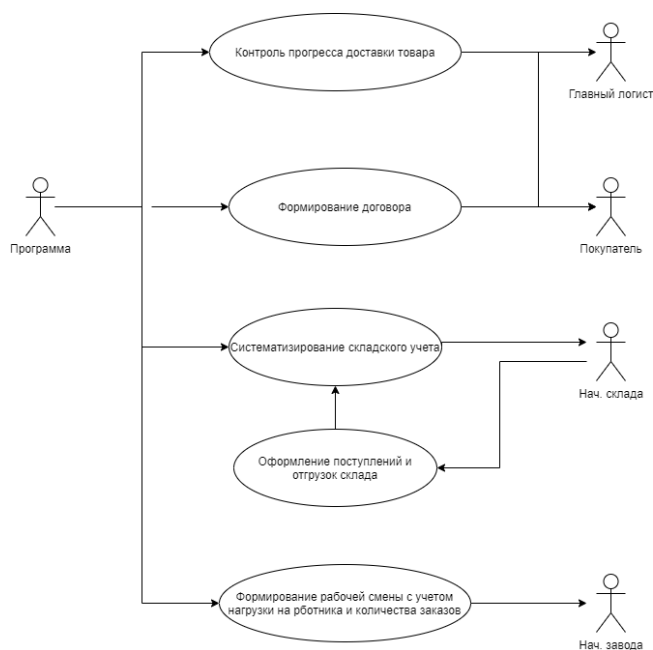 Контроль прогресса доставки товара
Главный логист
Программа
Формирование договора
Покупатель
Систематизирование складского учета
Нач. склада
Оформление поступлений и
отгрузок склада
Формирование рабочей смены с учетом
нагрузки на рботника и количества заказов
Нач. завода